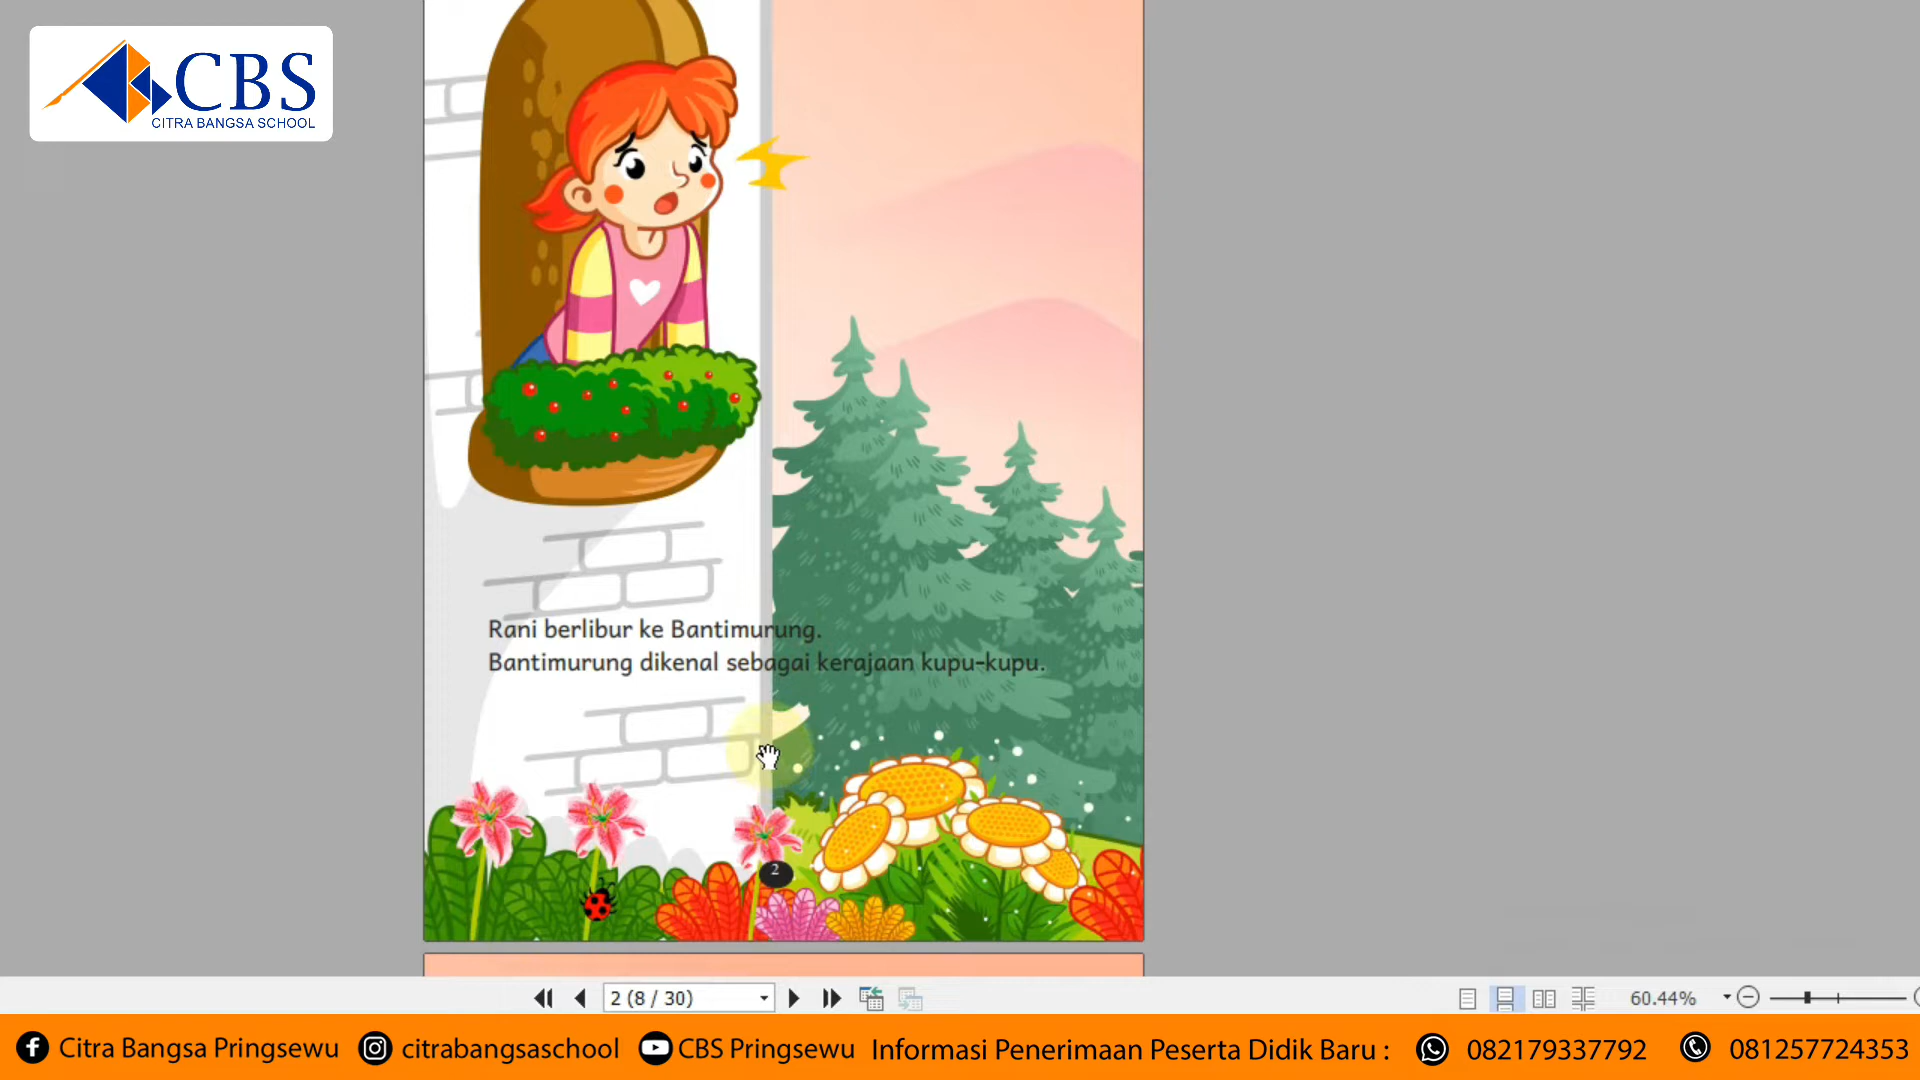 CBS
CITRA BANGSA SCHOOL
Rani berlibur ke Bantimurung.
Bantimurung dikenal sebagai kerajaan kupu-kupu.
2
2 (8 / 30)
60.44%
Citra Bangsa Pringsewu citrabangsaschool CBS Pringsewu Informasi Penerimaan Peserta Didik Baru : 082179337792 081257724353